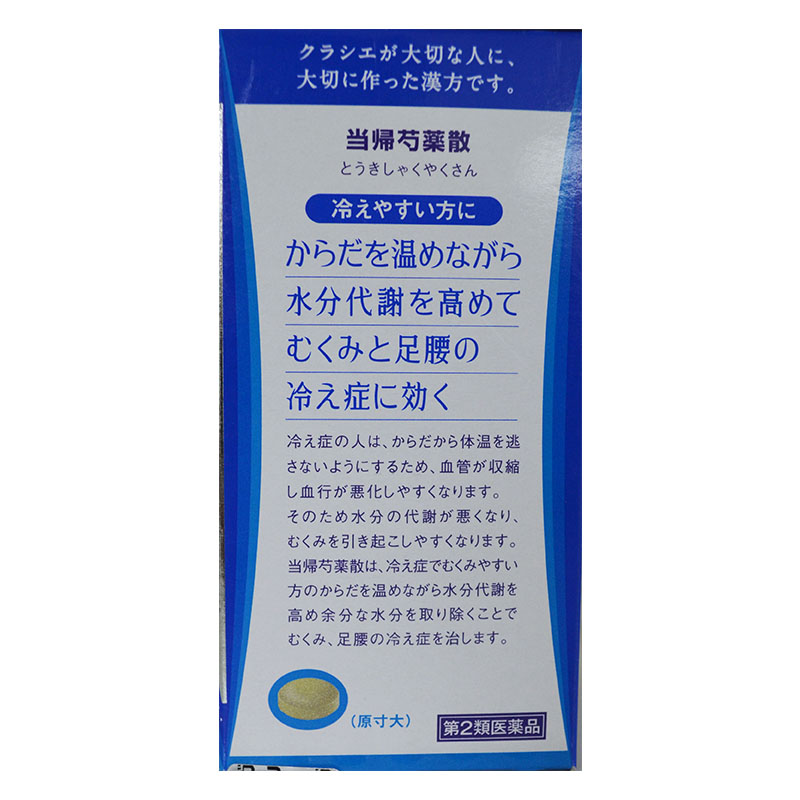 クラシエが大切な人に、
大切に作った漢方です。
当帰芍薬散
とうきしゃくやくさん
冷えやすい方に
からだを温めながら
水分代謝を高めて
むくみと足腰の
冷え症に効く
冷え症の人は、からだから体温を逃
さないようにするため、血管が収縮
し血行が悪化しやすくなります。
そのため水分の代謝が悪くなり、
むくみを引き起こしやすくなります。
当帰芍薬散は、冷え症でむくみやすい
方のからだを温めながら水分代謝を
高め余分な水分を取り除くことで
むくみ、足腰の冷え症を治します。
(原寸大)
第2類医薬品